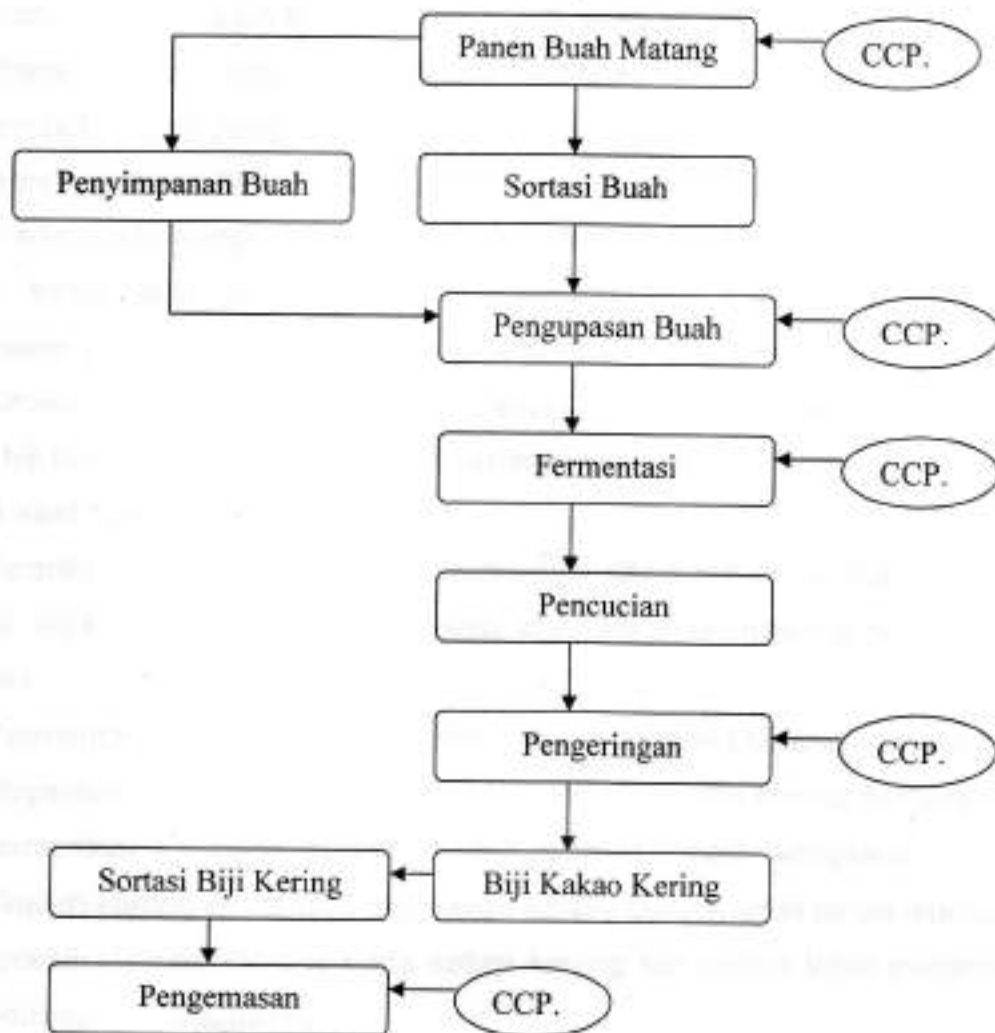 Panen Buah Matang
CCP.
Penyimpanan Buah
Sortasi Buah
Pengupasan Buah
CCP.
Fermentasi
CCP.
Pencucian
Pengeringan
CCP.
Sortasi Biji Kering
Biji Kakao Kering
Pengemasan
CCP.